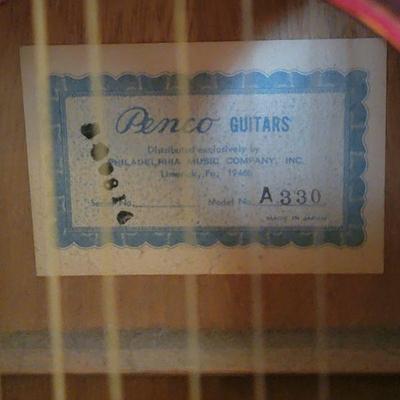 Penco GUITARS
Distributed exclusively by
PHILADELPHIA MUSIC COMPANY, INC.
Limerick, Pa. 19468
Serial No. Model No. A 330
MADE IN JAPAN